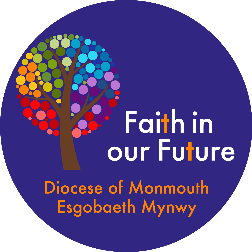 Faith in
our Future
Diocese of Monmouth
Esgobaeth Mynwy